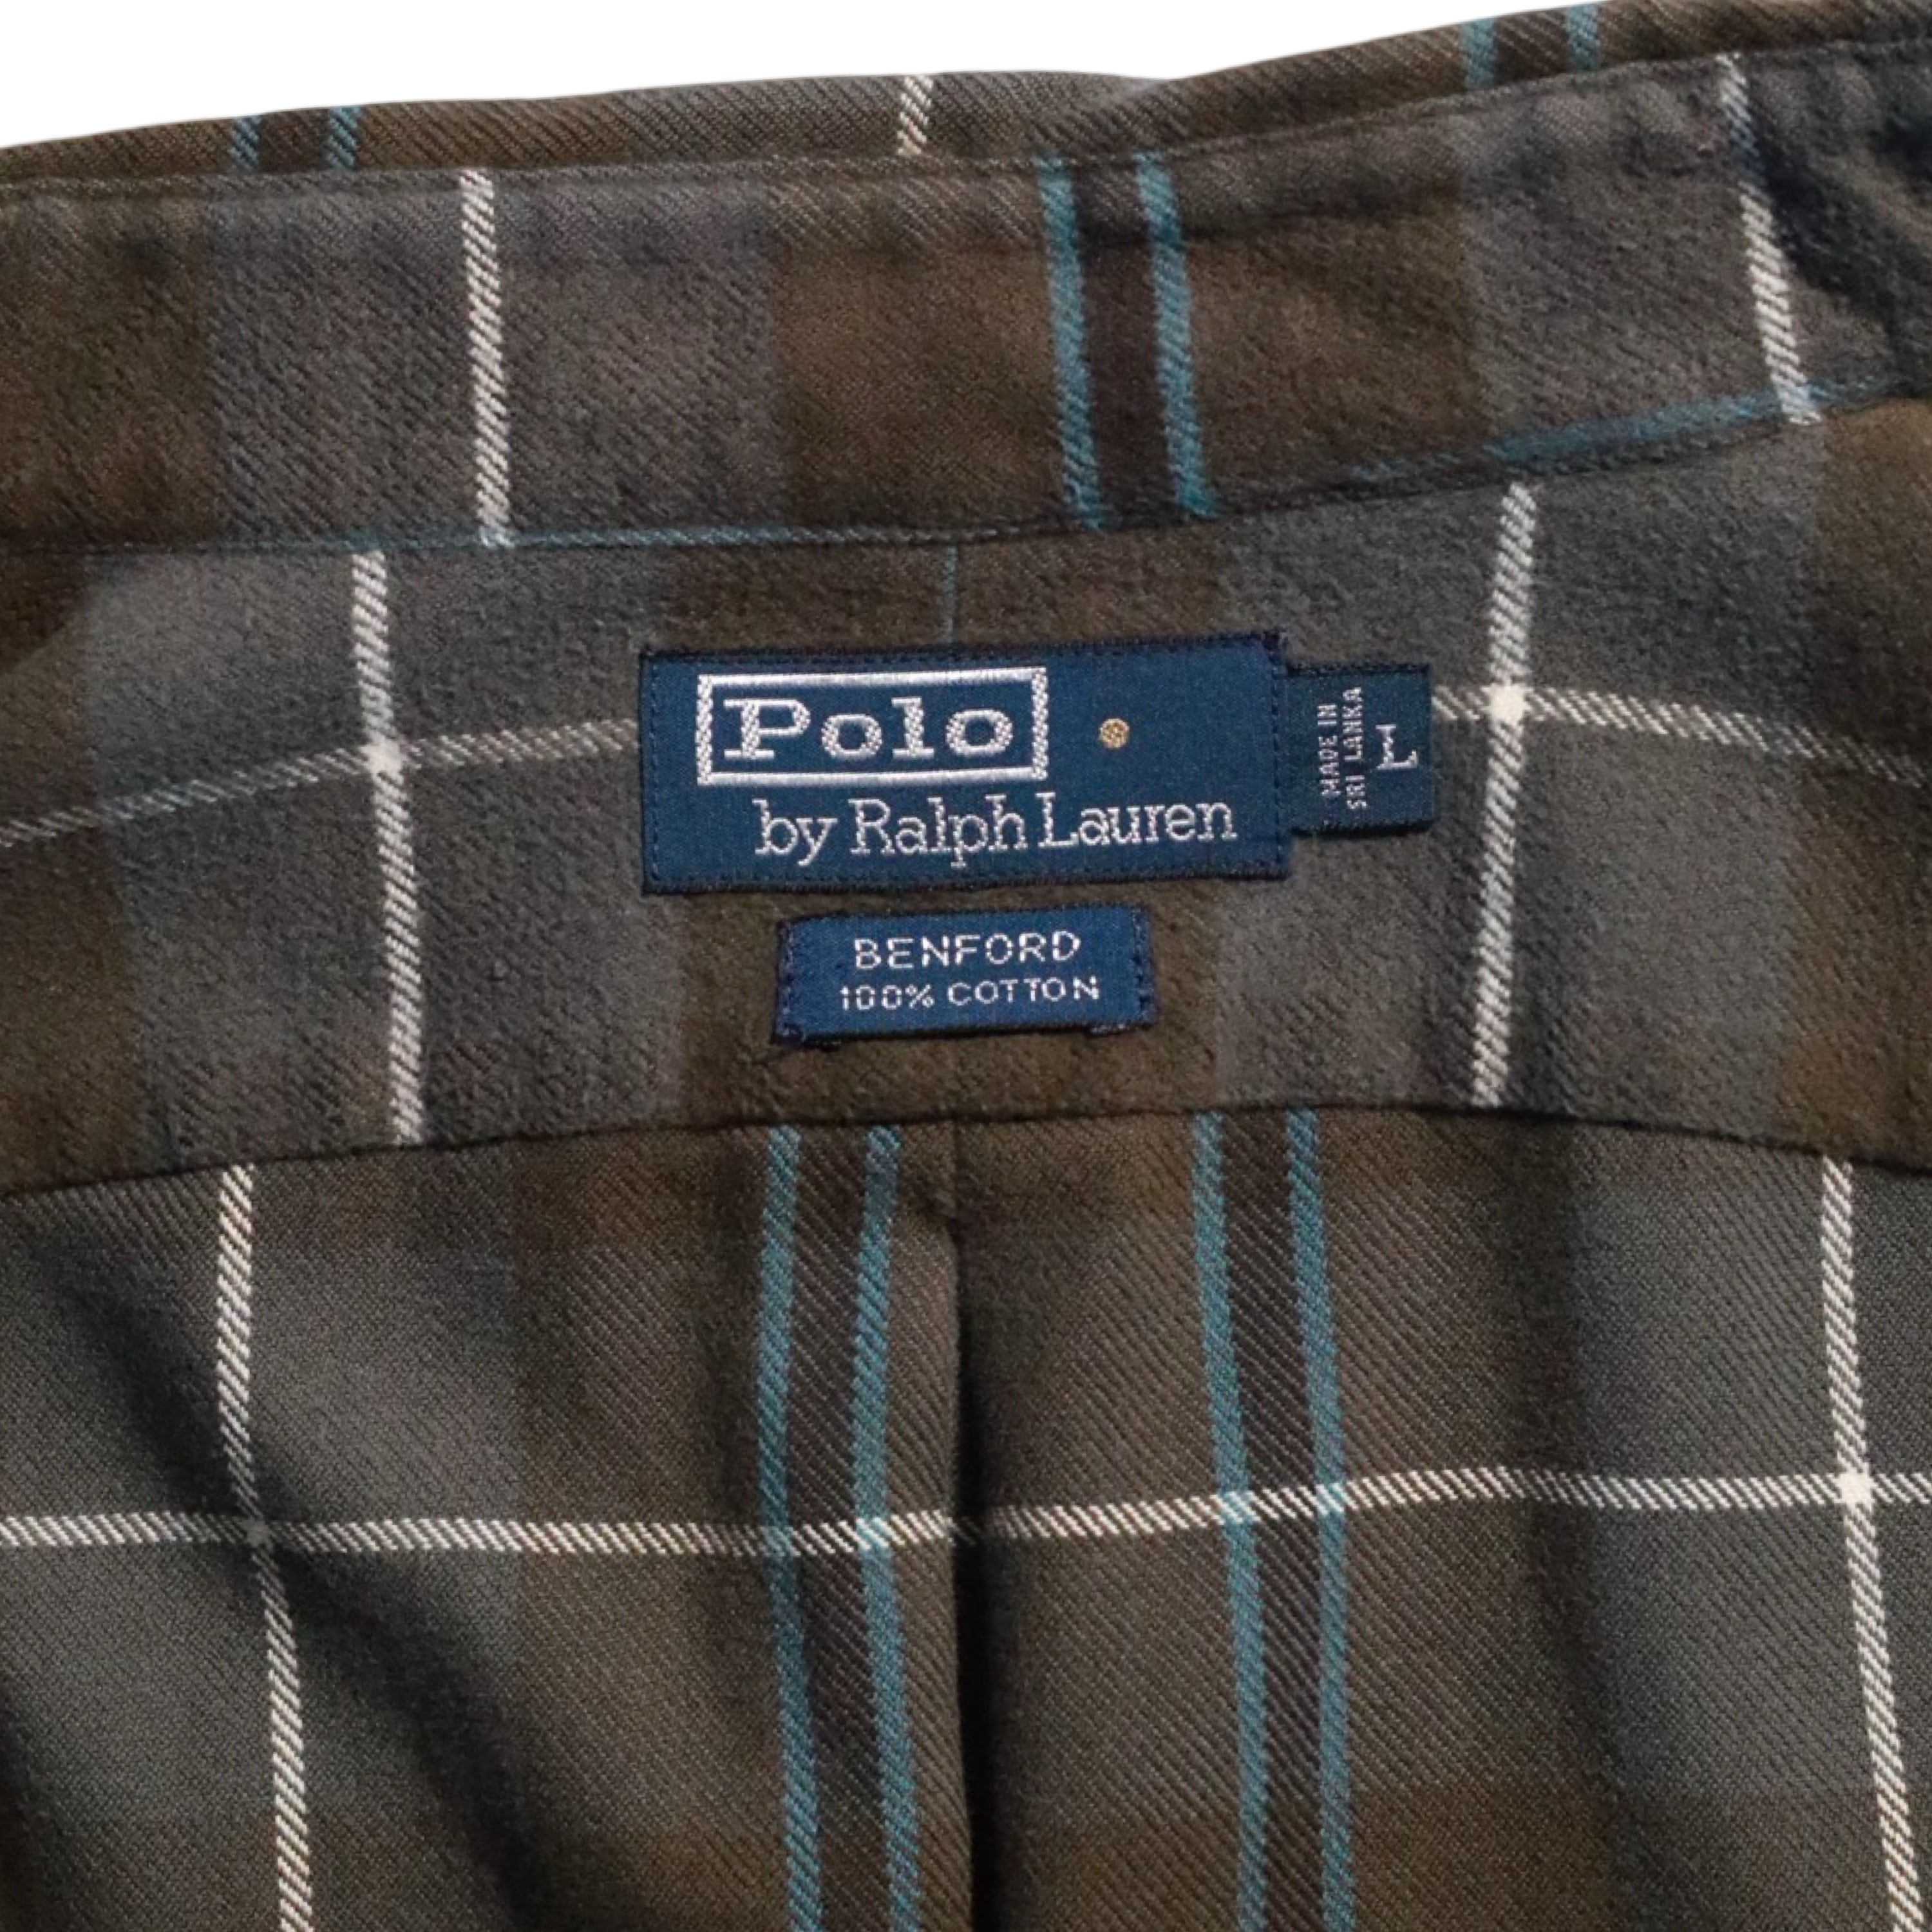 Polo
by Ralph Lauren
MADE IN
SRI LANKA
L
BENFORD
100% COTTON